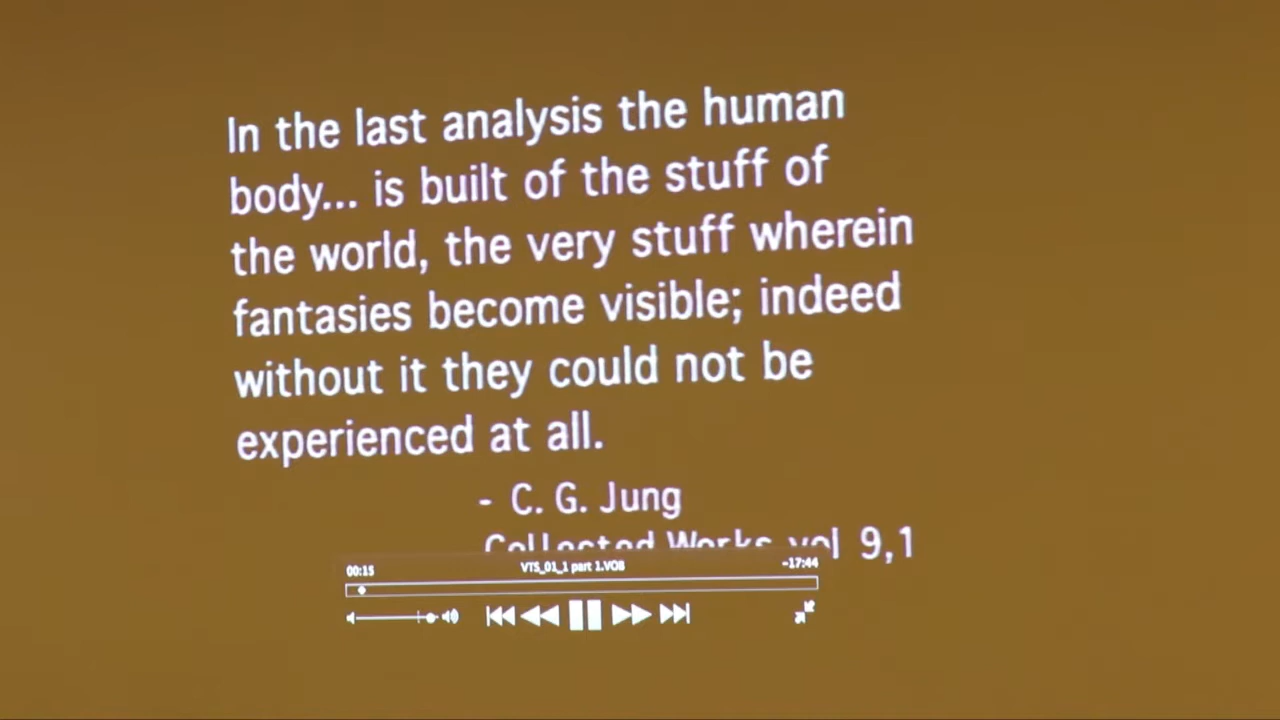 In the last analysis the human
body... is built of the stuff of
the world, the very stuff wherein
fantasies become visible; indeed
without it they could not be
experienced at all.
- C. G. Jung
Collected Works vol 9,1
00:15 VTS_01_1 part 1.VOB -17:44